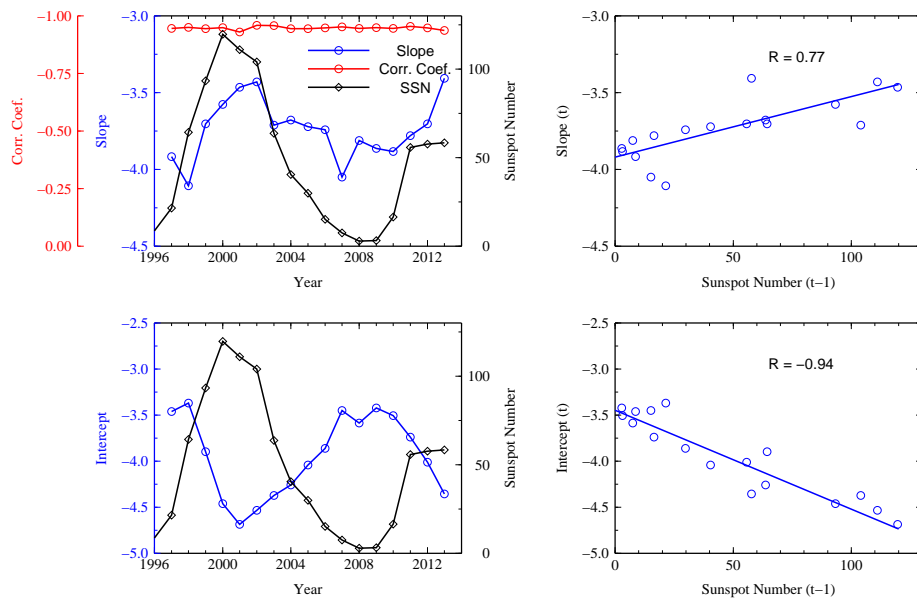 −1.00
−0.75
−0.50
−0.25
0.00
Corr. Coef.
−3.0
−3.5
−4.0
−4.5
Slope
Slope
Corr. Coef.
SSN
100
50
0
Sunspot Number
1996 2000 2004 2008 2012
Year
−3.0
−3.5
−4.0
−4.5
Slope (t)
R = 0.77
0 50 100
Sunspot Number (t−1)
−2.5
−3.0
−3.5
−4.0
−4.5
−5.0
Intercept
100
50
0
Sunspot Number
1996 2000 2004 2008 2012
Year
−2.5
−3.0
−3.5
−4.0
−4.5
−5.0
Intercept (t)
R = −0.94
0 50 100
Sunspot Number (t−1)